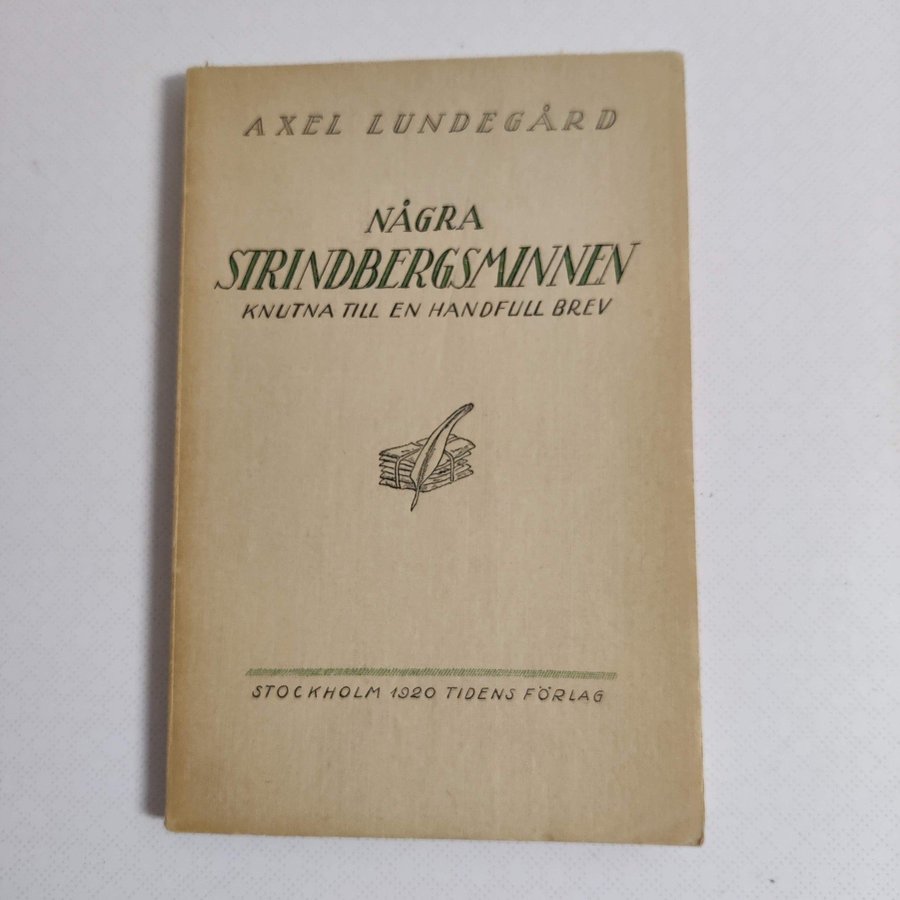 AXEL LUNDEGÅRD
NÅGRA
STRINDBERGSMINNEN
KNUTNA TILL EN HANDFULL BREV
STOCKHOLM 1920 TIDENS FÖRLAG